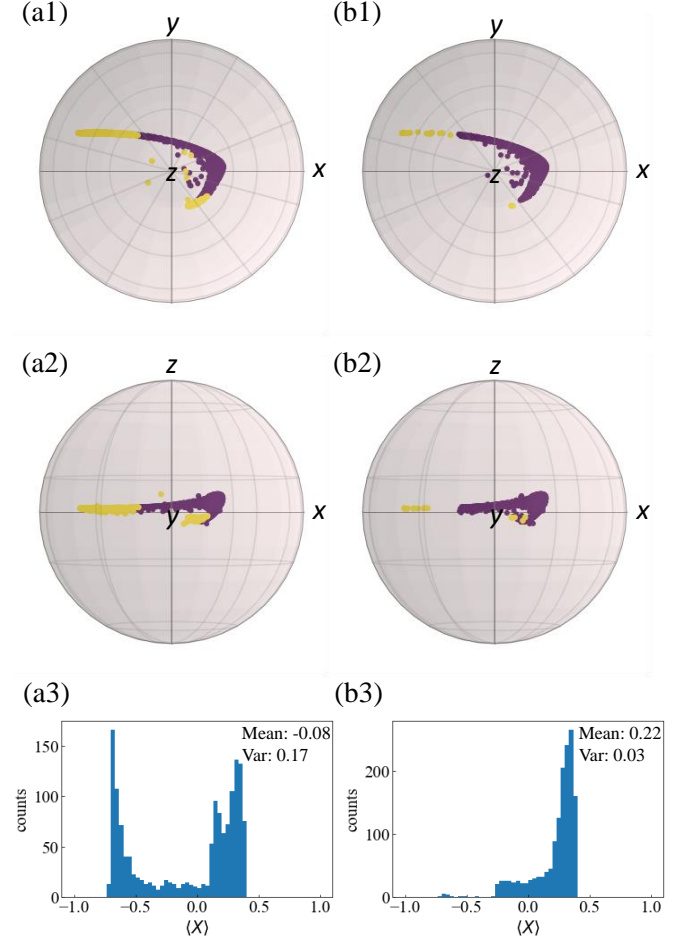 (a1)
(b1)
y
y
z
x
z
x
(a2)
(b2)
z
z
y
x
y
x
(a3)
(b3)
Mean: -0.08
Var: 0.17
150
100
50
0
counts
−1.0 −0.5 0.0 0.5 1.0
⟨X⟩
Mean: 0.22
Var: 0.03
200
100
0
counts
−1.0 −0.5 0.0 0.5 1.0
⟨X⟩